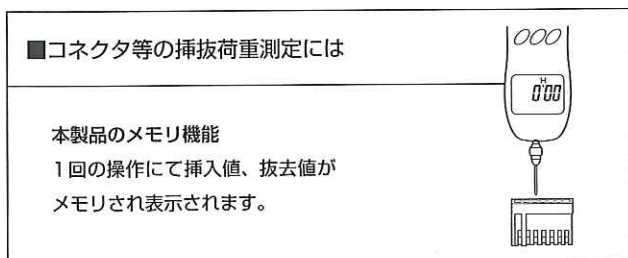 ■コネクタ等の挿抜荷重測定には
本製品のメモリ機能
1回の操作にて挿入値、抜去値が
メモリされ表示されます。
H
0.00